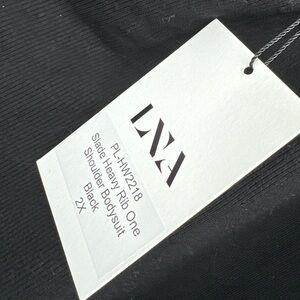 LNA
PL-HW2218
Slade Heavy Rib One
Shoulder Bodysuit
Black
2X